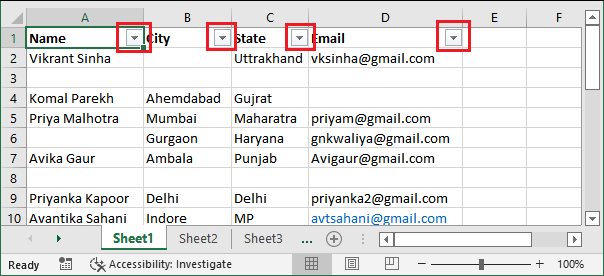 A B C D E F
1 Name City State Email
2 Vikrant Sinha Uttrakhand vksinha@gmail.com
3
4 Komal Parekh Ahemdabad Gujrat
5 Priya Malhotra Mumbai Maharatra priyam@gmail.com
6 Gurgaon Haryana gnkwaliya@gmail.com
7 Avika Gaur Ambala Punjab Avigaur@gmail.com
8
9 Priyanka Kapoor Delhi Delhi priyanka2@gmail.com
10 Avantika Sahani Indore MP avtsahani@gmail.com
Sheet1 Sheet2 Sheet3 ...
Ready Accessibility: Investigate 100%